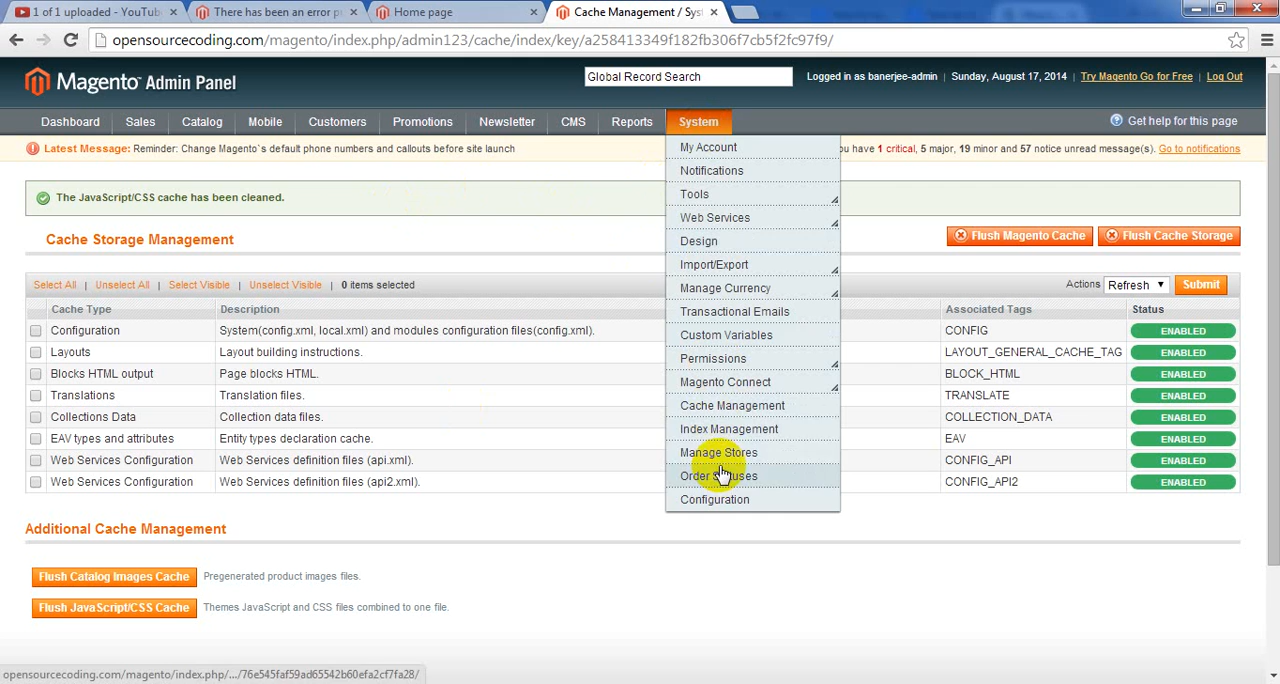 1 of 1 uploaded - YouTub
There has been an error p
Home page
Cache Management / Sys
opensourcecoding.com/magento/index.php/admin123/cache/index/key/a258413349f182fb306f7cb5f2fc97f9/
Magento Admin Panel
Global Record Search
Logged in as banerjee-admin | Sunday, August 17, 2014 | Try Magento Go for Free | Log Out
Dashboard Sales Catalog Mobile Customers Promotions Newsletter CMS Reports System
Get help for this page
Latest Message: Reminder: Change Magento`s default phone numbers and callouts before site launch
you have 1 critical, 5 major, 19 minor and 57 notice unread message(s). Go to notifications
The JavaScript/CSS cache has been cleaned.
Cache Storage Management
Flush Magento Cache
Flush Cache Storage
Select All | Unselect All | Select Visible | Unselect Visible | 0 items selected
Actions Refresh Submit
Cache Type Description Associated Tags Status
Configuration System(config.xml, local.xml) and modules configuration files(config.xml). CONFIG ENABLED
Layouts Layout building instructions. LAYOUT_GENERAL_CACHE_TAG ENABLED
Blocks HTML output Page blocks HTML. BLOCK_HTML ENABLED
Translations Translation files. TRANSLATE ENABLED
Collections Data Collection data files. COLLECTION_DATA ENABLED
EAV types and attributes Entity types declaration cache. EAV ENABLED
Web Services Configuration Web Services definition files (api.xml). CONFIG_API ENABLED
Web Services Configuration Web Services definition files (api2.xml). CONFIG_API2 ENABLED
My Account
Notifications
Tools
Web Services
Design
Import/Export
Manage Currency
Transactional Emails
Custom Variables
Permissions
Magento Connect
Cache Management
Index Management
Manage Stores
Order Statuses
Configuration
Additional Cache Management
Flush Catalog Images Cache Pregenerated product images files.
Flush JavaScript/CSS Cache Themes JavaScript and CSS files combined to one file.
opensourcecoding.com/magento/index.php/.../76e545faf59ad65542b60efa2cf7fa28/